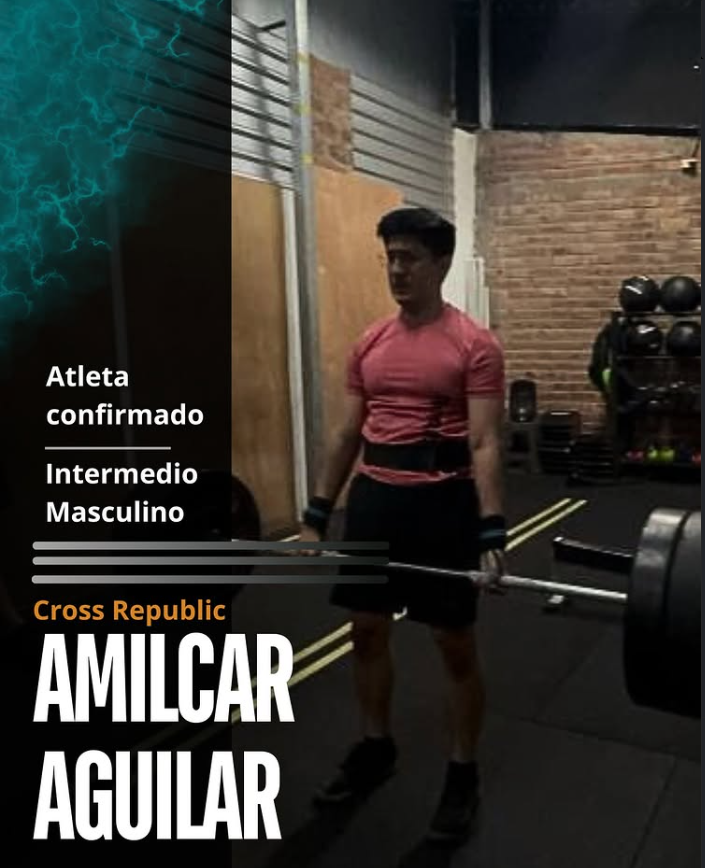 Atleta
confirmado
Intermedio
Masculino
Cross Republic
AMILCAR
AGUILAR